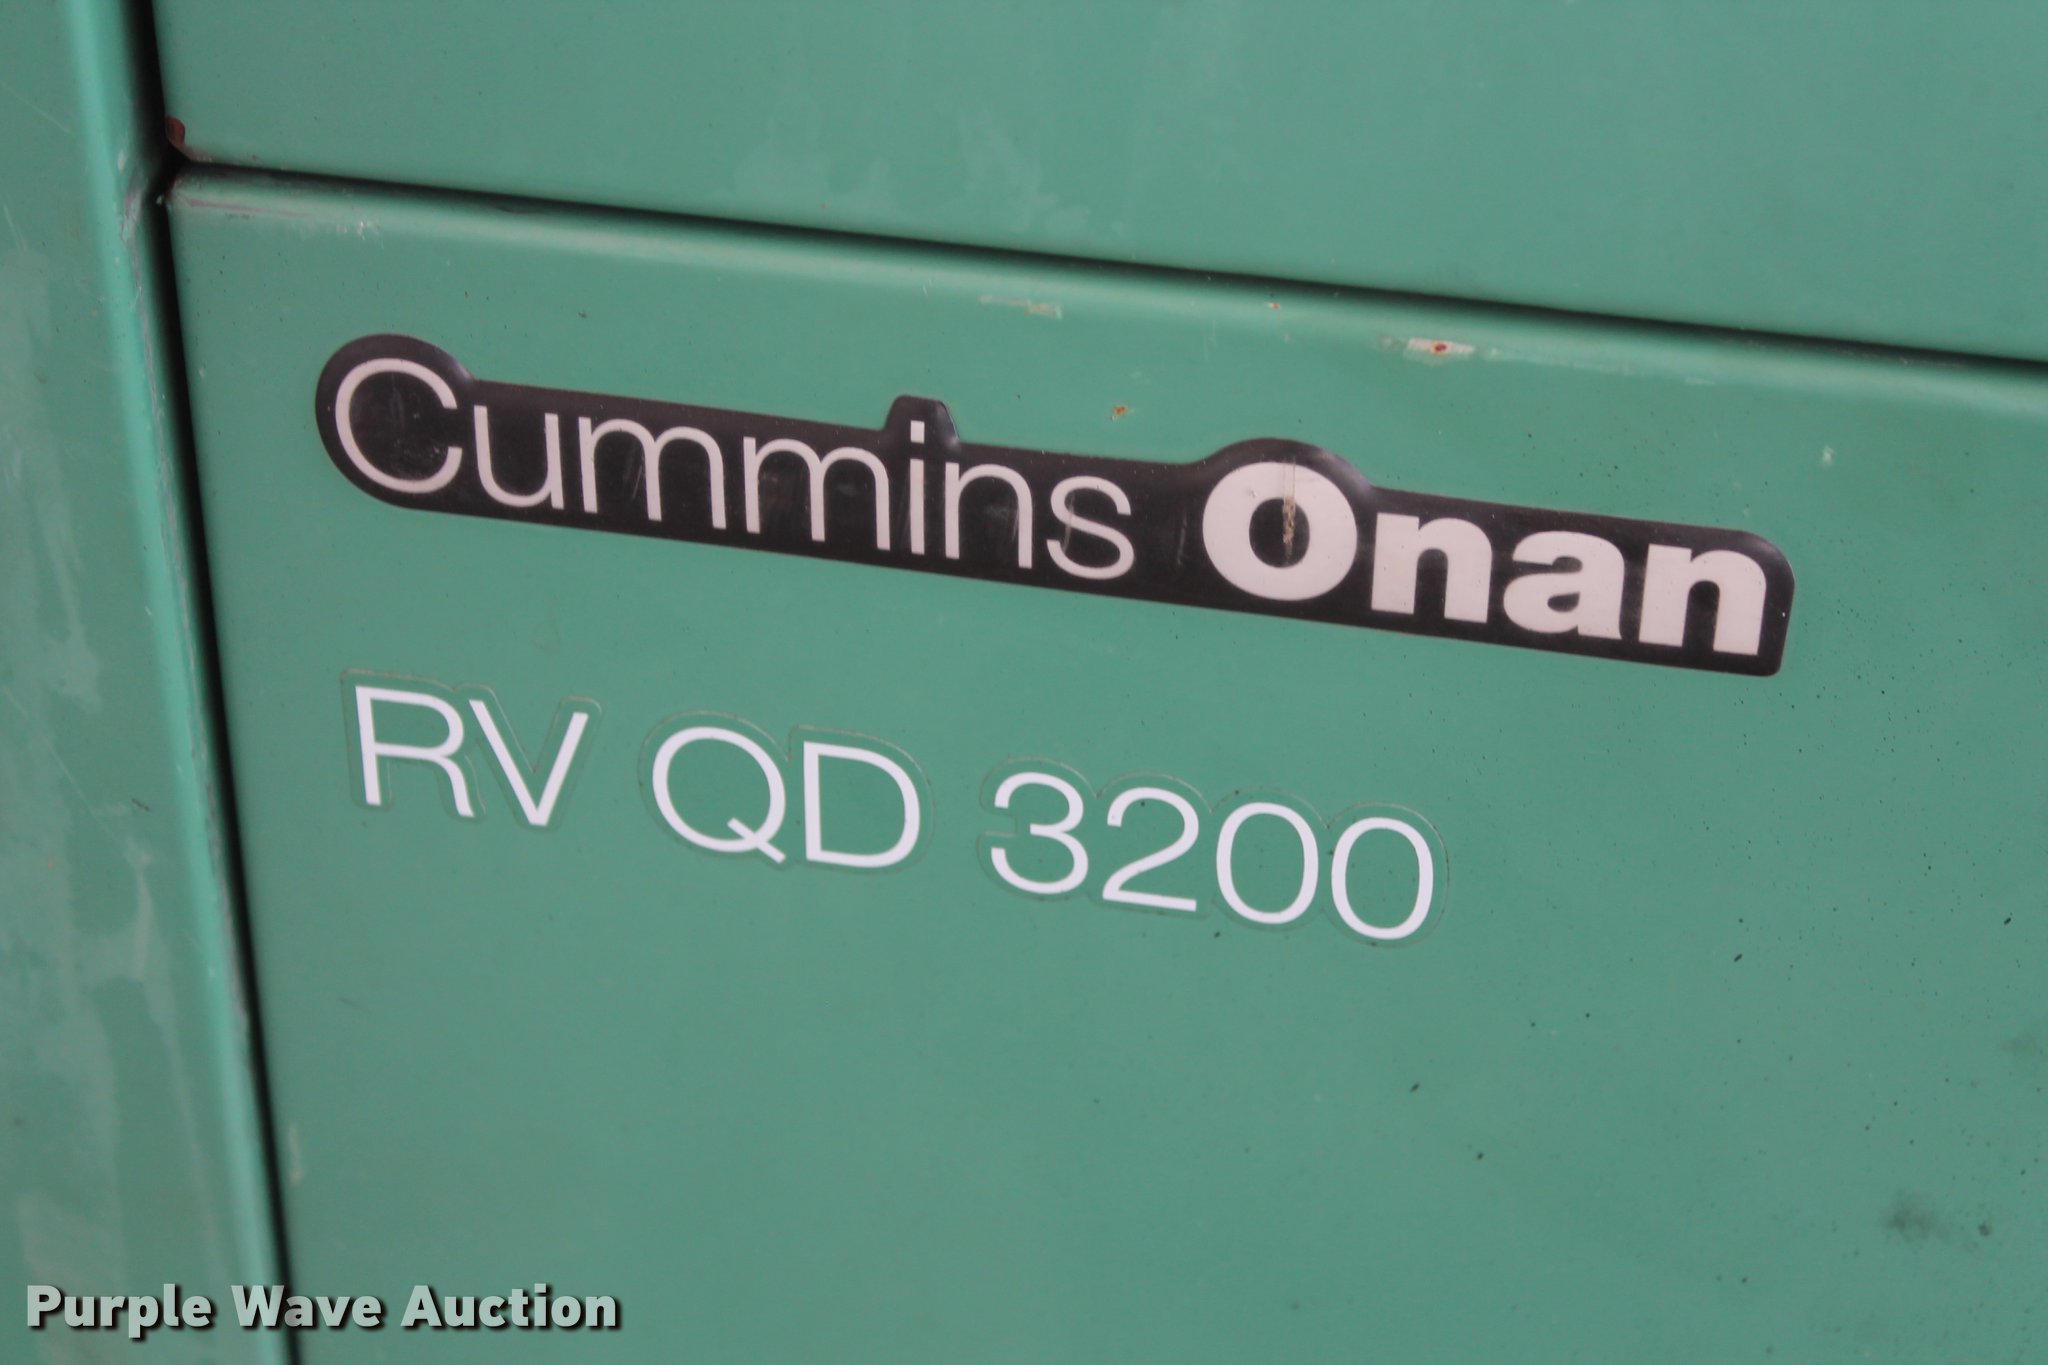 Cummins Onan
RV QD 3200
Purple Wave Auction